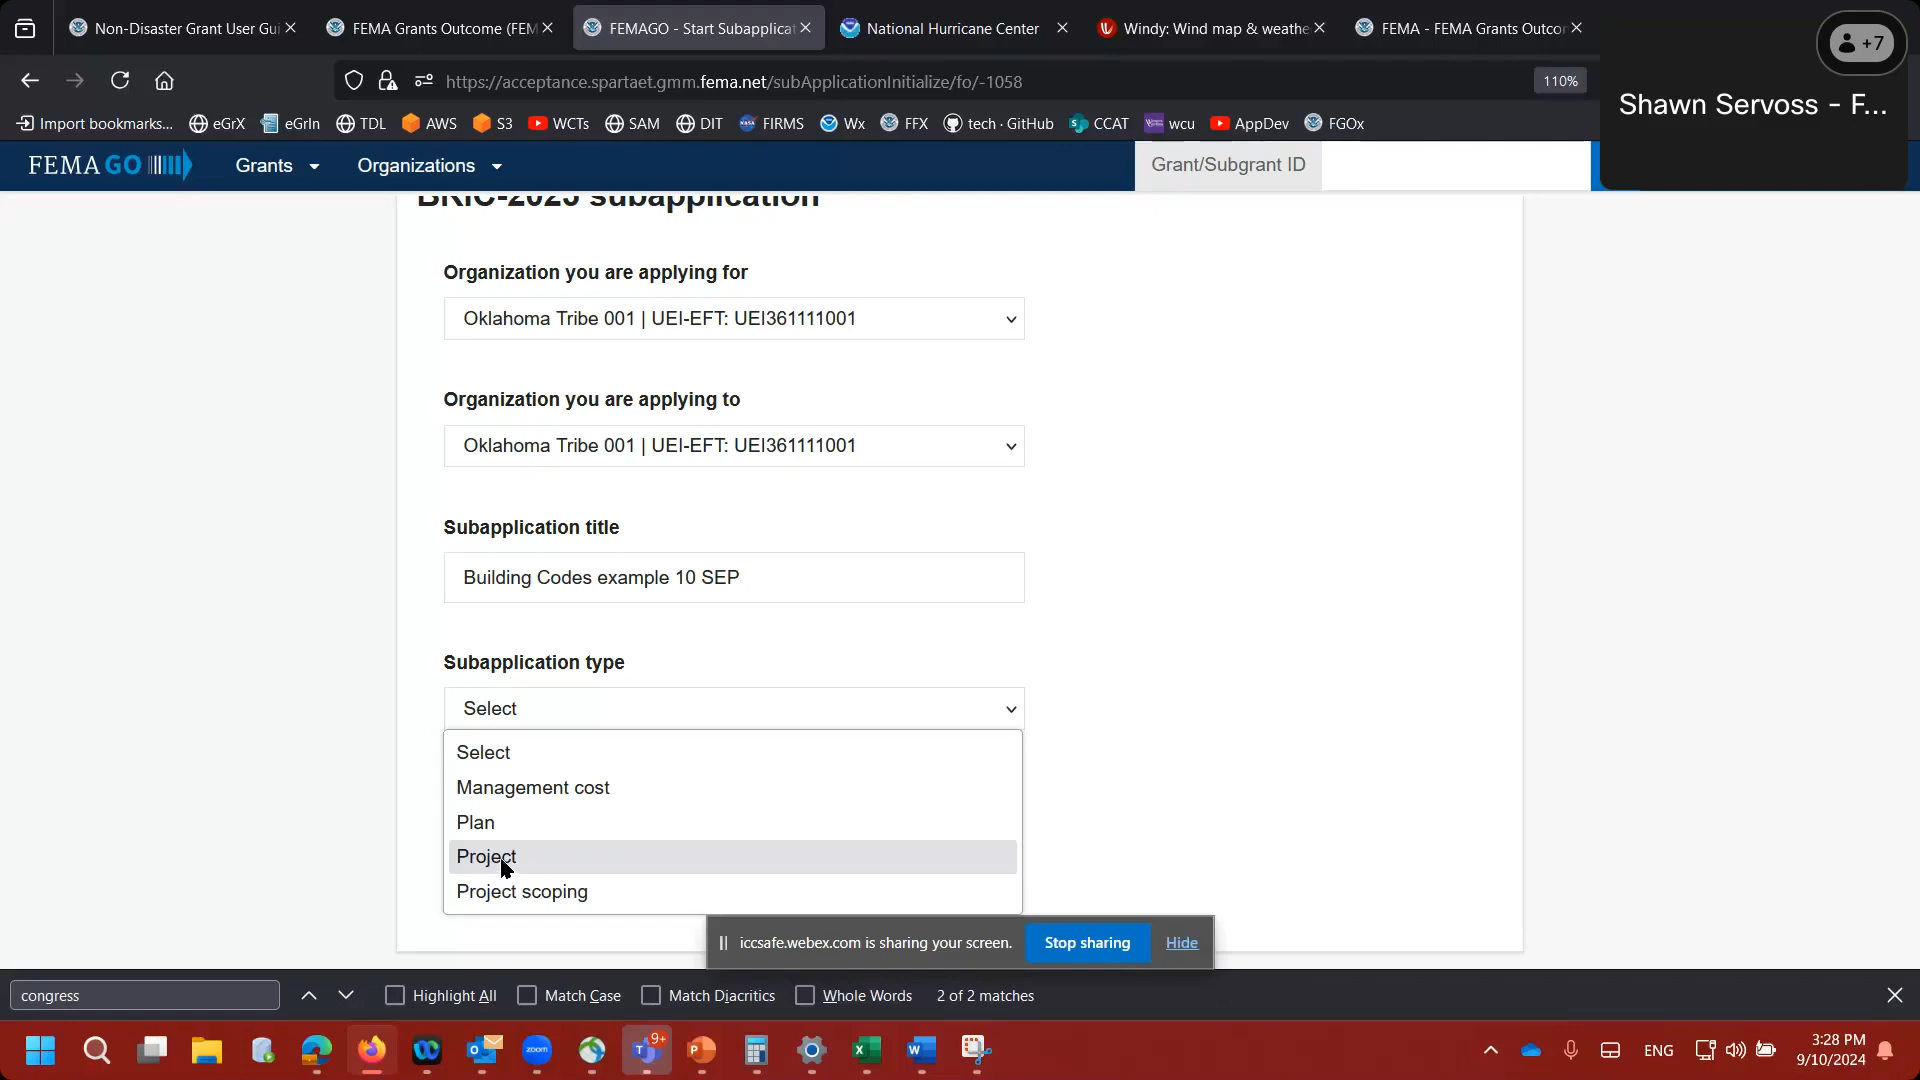 Non-Disaster Grant User Gui
FEMA Grants Outcome (FEM
FEMAGO - Start Subapplicat
National Hurricane Center
Windy: Wind map & weathe
FEMA - FEMA Grants Outcor
+7
https://acceptance.spartaet.gmm.fema.net/subApplicationInitialize/fo/-1058
110%
Shawn Servoss - F...
Import bookmarks...
eGrX
eGrIn
TDL
AWS
S3
WCTs
SAM
DIT
FIRMS
Wx
FFX
tech · GitHub
CCAT
wcu
AppDev
FGOx
FEMA GO
Grants
Organizations
Grant/Subgrant ID
BRIC-2023 subapplication
Organization you are applying for
Oklahoma Tribe 001 | UEI-EFT: UEI361111001
Organization you are applying to
Oklahoma Tribe 001 | UEI-EFT: UEI361111001
Subapplication title
Building Codes example 10 SEP
Subapplication type
Select
Select
Management cost
Plan
Project
Project scoping
iccsafe.webex.com is sharing your screen.
Stop sharing
Hide
congress
Highlight All
Match Case
Match Diacritics
Whole Words
2 of 2 matches
zoom
9+
ENG
3:28 PM
9/10/2024